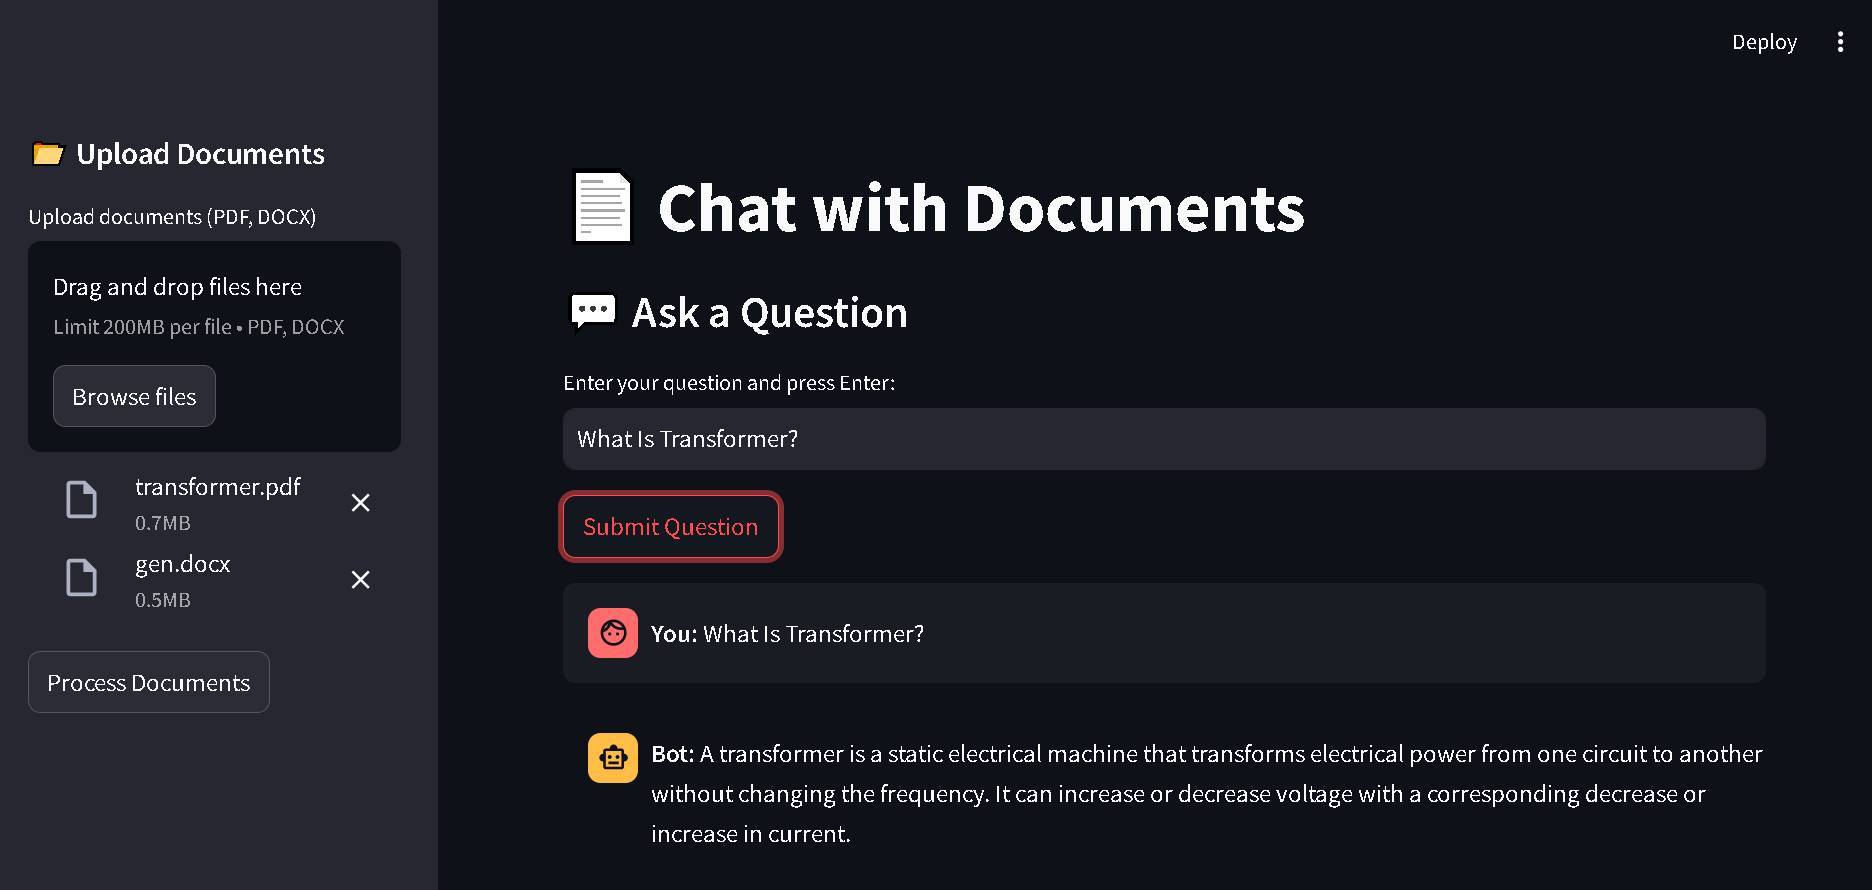 Deploy
Upload Documents
Upload documents (PDF, DOCX)
Drag and drop files here
Limit 200MB per file • PDF, DOCX
Browse files
transformer.pdf
0.7MB
gen.docx
0.5MB
Process Documents
Chat with Documents
Ask a Question
Enter your question and press Enter:
What Is Transformer?
Submit Question
You: What Is Transformer?
Bot: A transformer is a static electrical machine that transforms electrical power from one circuit to another
without changing the frequency. It can increase or decrease voltage with a corresponding decrease or
increase in current.